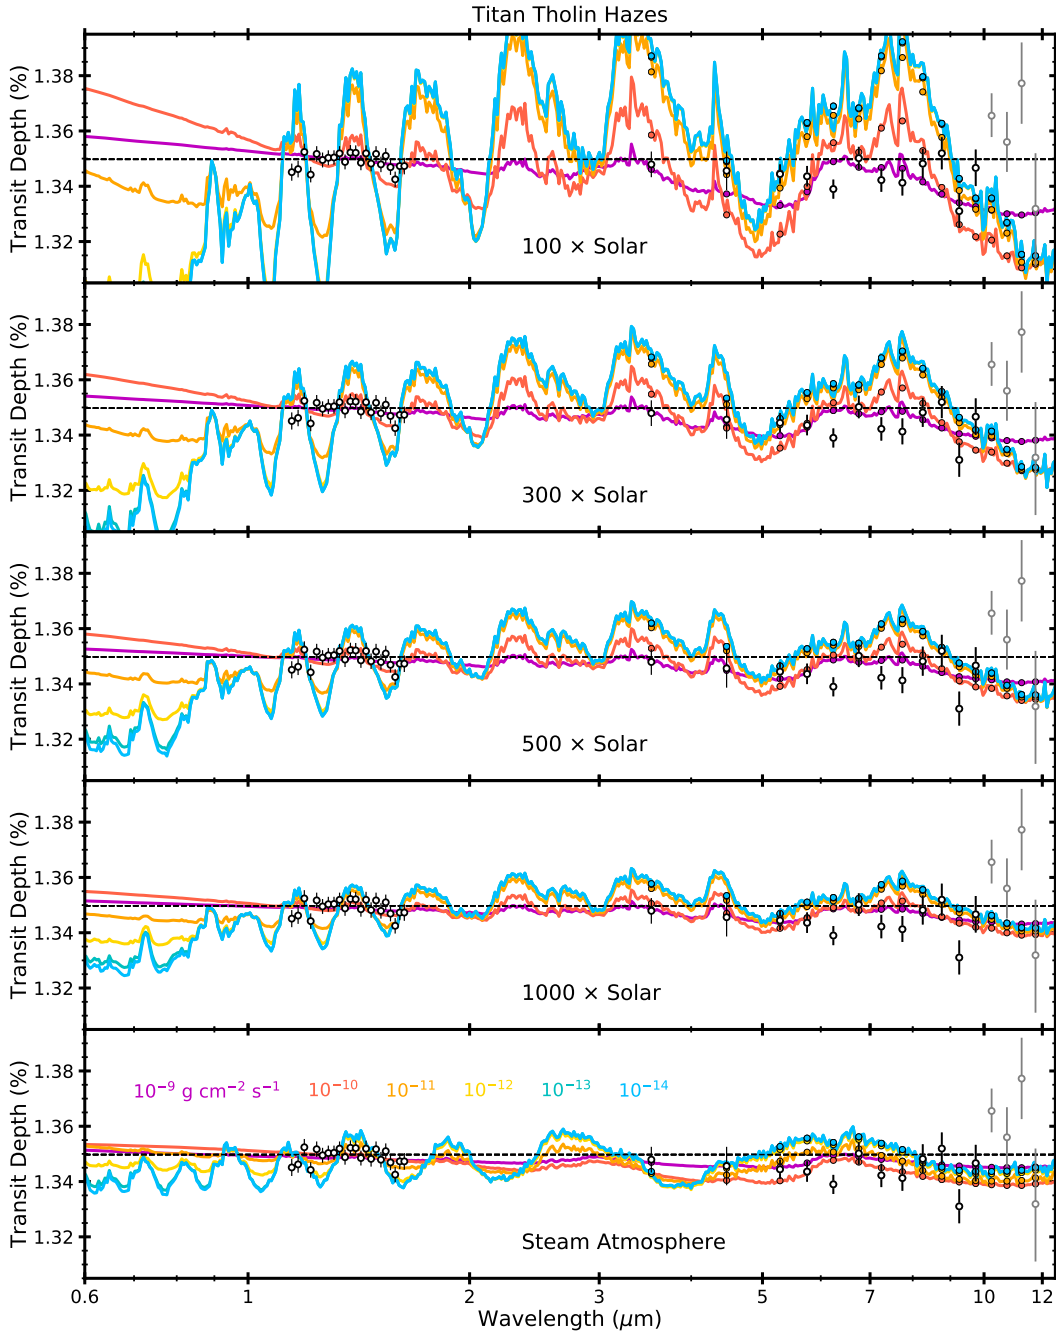 Titan Tholin Hazes
Transit Depth (%)
1.38
1.36
1.34
1.32
100 × Solar
Transit Depth (%)
1.38
1.36
1.34
1.32
300 × Solar
Transit Depth (%)
1.38
1.36
1.34
1.32
500 × Solar
Transit Depth (%)
1.38
1.36
1.34
1.32
1000 × Solar
Transit Depth (%)
1.38
1.36
1.34
1.32
10⁻⁹ g cm⁻² s⁻¹ 10⁻¹⁰ 10⁻¹¹ 10⁻¹² 10⁻¹³ 10⁻¹⁴
Steam Atmosphere
0.6 1 2 3 5 7 10 12
Wavelength (μm)